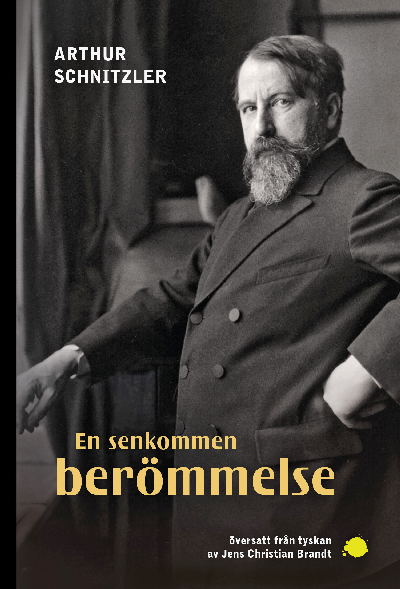 ARTHUR
SCHNITZLER
En senkommen
berömmelse
översatt från tyskan
av Jens Christian Brandt